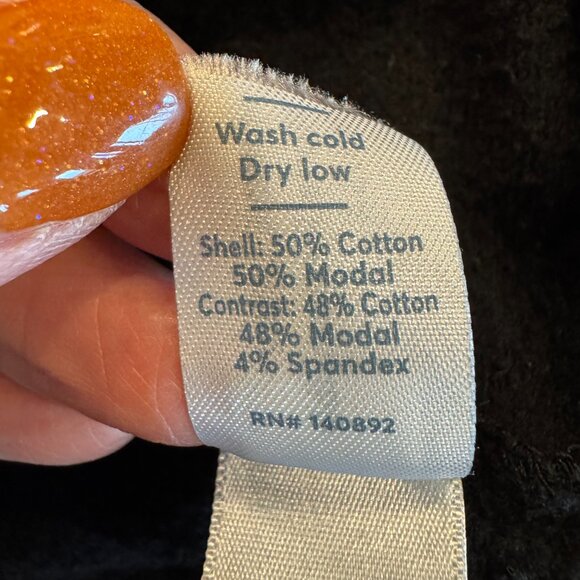 Wash cold
Dry low
Shell: 50% Cotton
50% Modal
Contrast: 48% Cotton
48% Modal
4% Spandex
RN# 140892